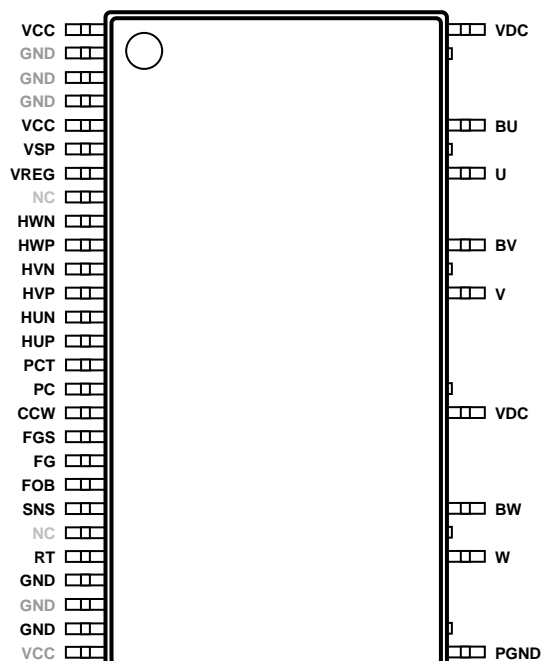 VCC
GND
GND
GND
VCC
VSP
VREG
NC
HWN
HWP
HVN
HVP
HUN
HUP
PCT
PC
CCW
FGS
FG
FOB
SNS
NC
RT
GND
GND
GND
VCC
VDC
BU
U
BV
V
VDC
BW
W
PGND